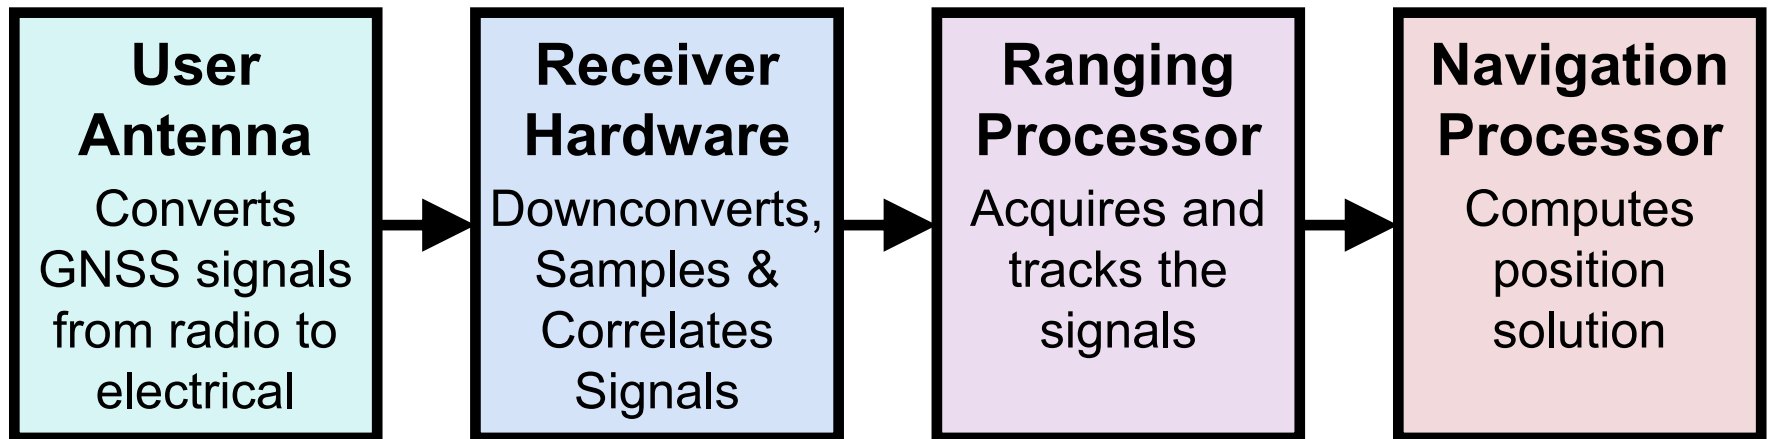 User
Antenna
Converts
GNSS signals
from radio to
electrical
Receiver
Hardware
Downconverts,
Samples &
Correlates
Signals
Ranging
Processor
Acquires and
tracks the
signals
Navigation
Processor
Computes
position
solution